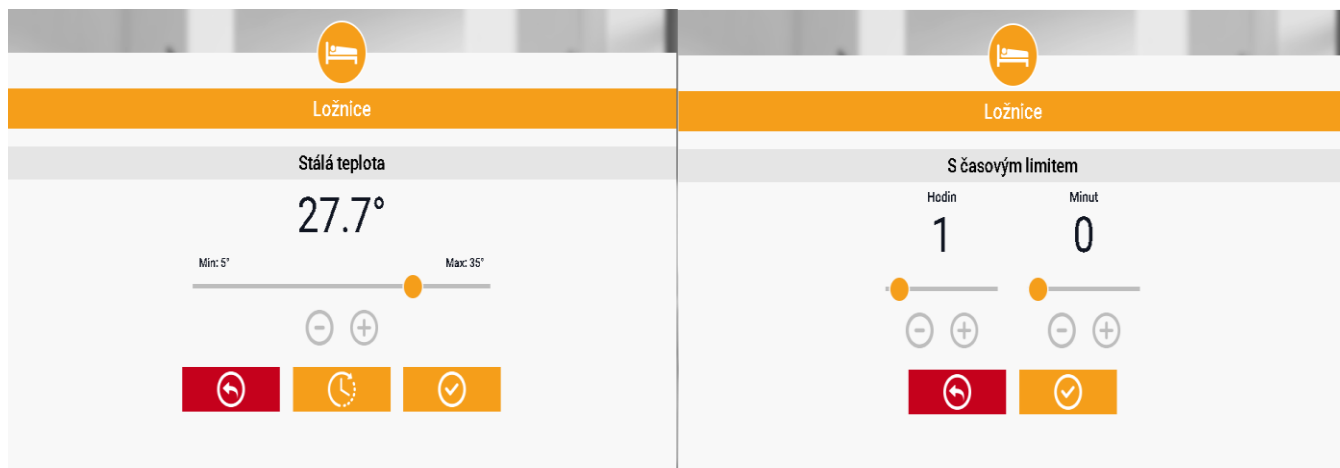 Ložnice
Stálá teplota
27.7°
Min: 5°
Max: 35°
Ložnice
S časovým limitem
Hodin
Minut
1
0